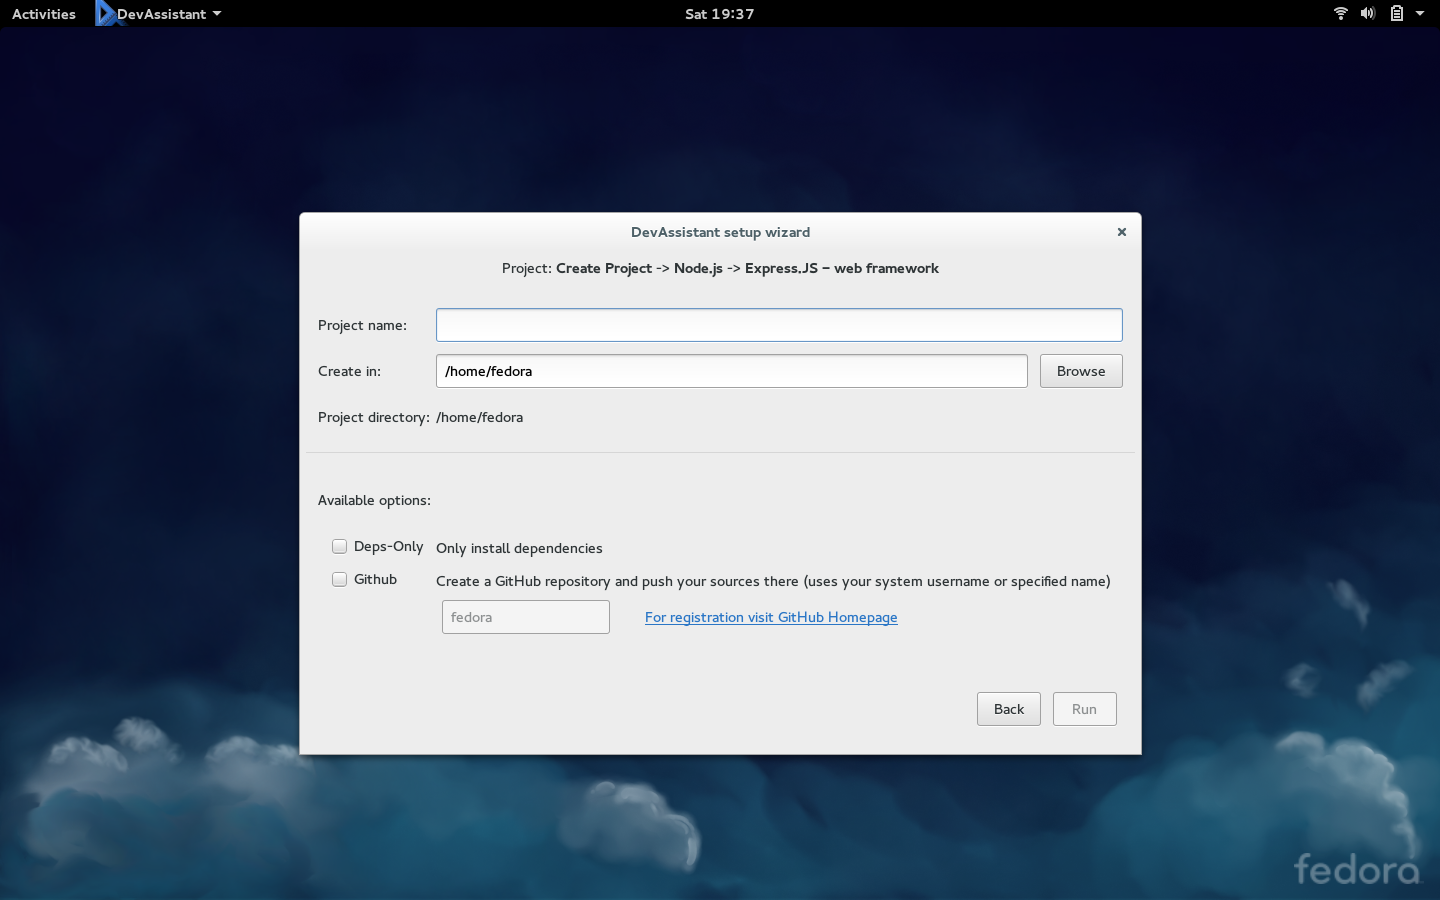 Activities DevAssistant Sat 19:37
DevAssistant setup wizard
Project: Create Project -> Node.js -> Express.JS – web framework
Project name:
Create in: /home/fedora Browse
Project directory: /home/fedora
Available options:
Deps-Only Only install dependencies
Github Create a GitHub repository and push your sources there (uses your system username or specified name)
fedora For registration visit GitHub Homepage
Back Run
fedora